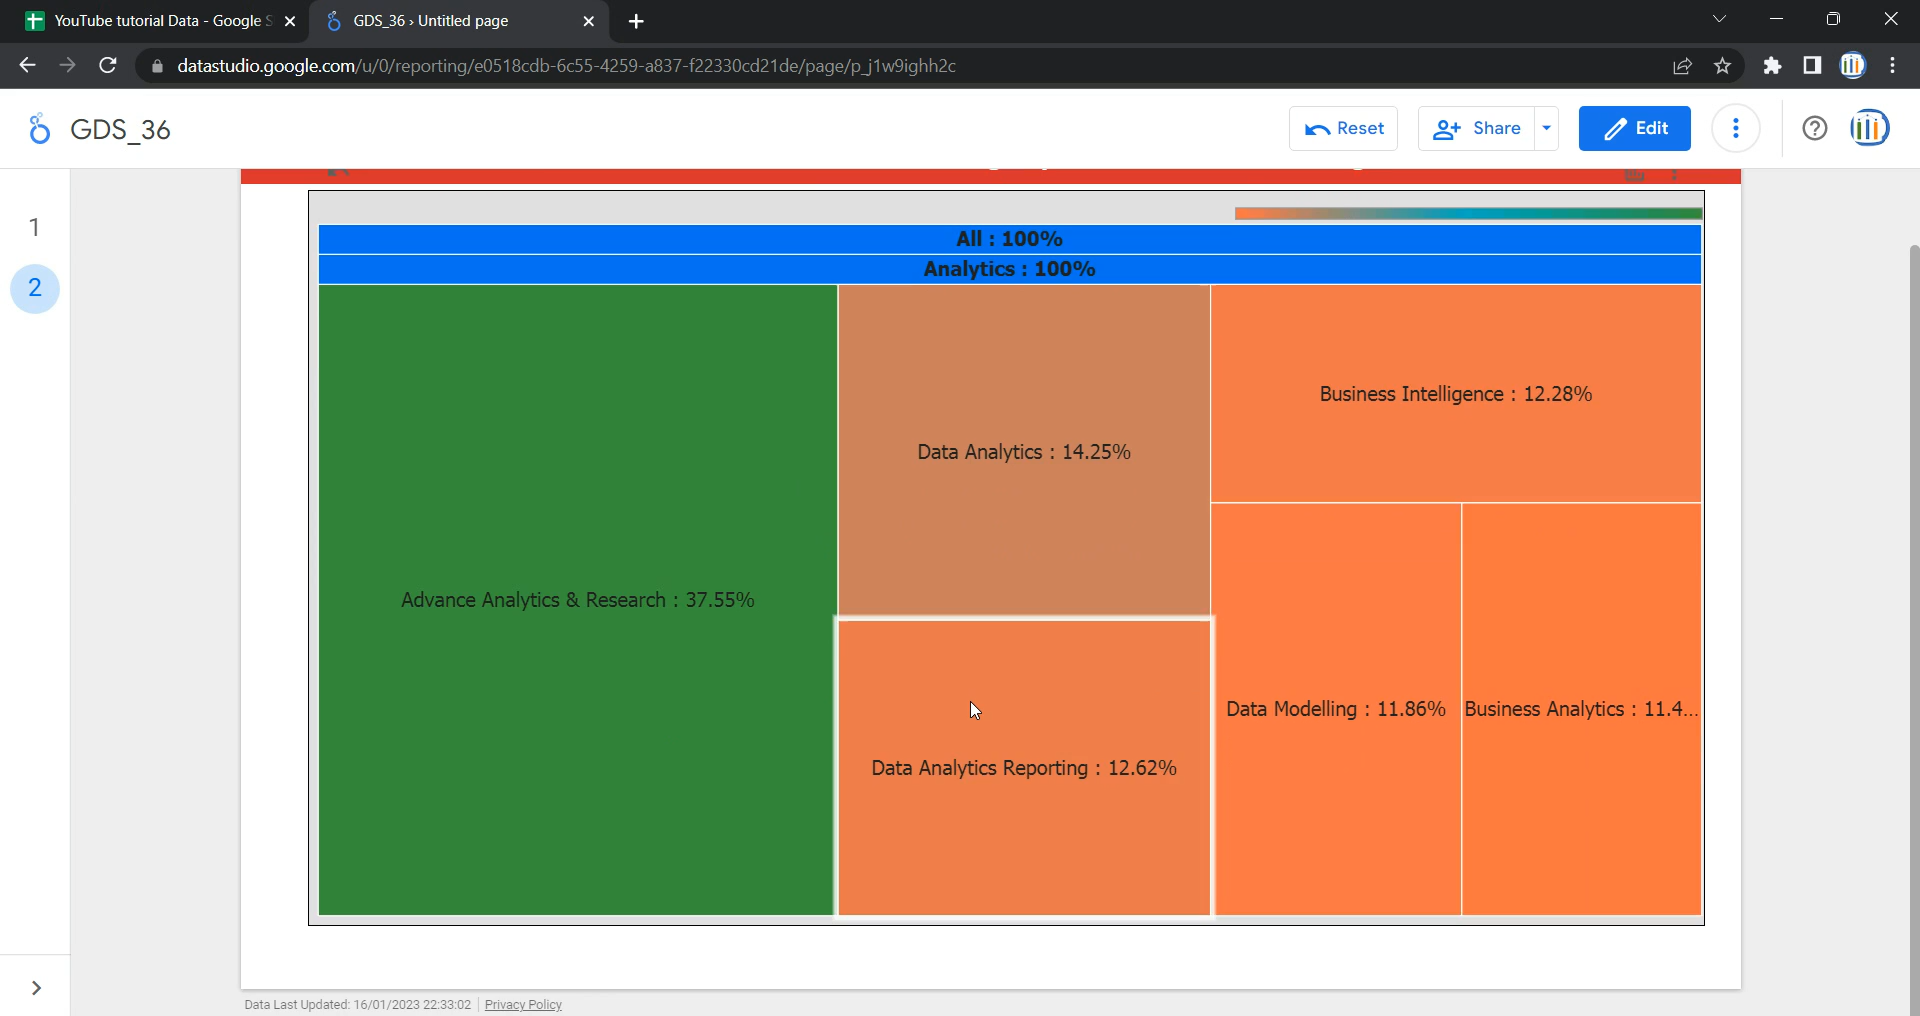 YouTube tutorial Data - Google S
GDS_36 › Untitled page
datastudio.google.com/u/0/reporting/e0518cdb-6c55-4259-a837-f22330cd21de/page/p_j1w9ighh2c
GDS_36
Reset
Share
Edit
1
2
All : 100%
Analytics : 100%
Advance Analytics & Research : 37.55%
Data Analytics : 14.25%
Data Analytics Reporting : 12.62%
Business Intelligence : 12.28%
Data Modelling : 11.86%
Business Analytics : 11.4...
Data Last Updated: 16/01/2023 22:33:02
Privacy Policy